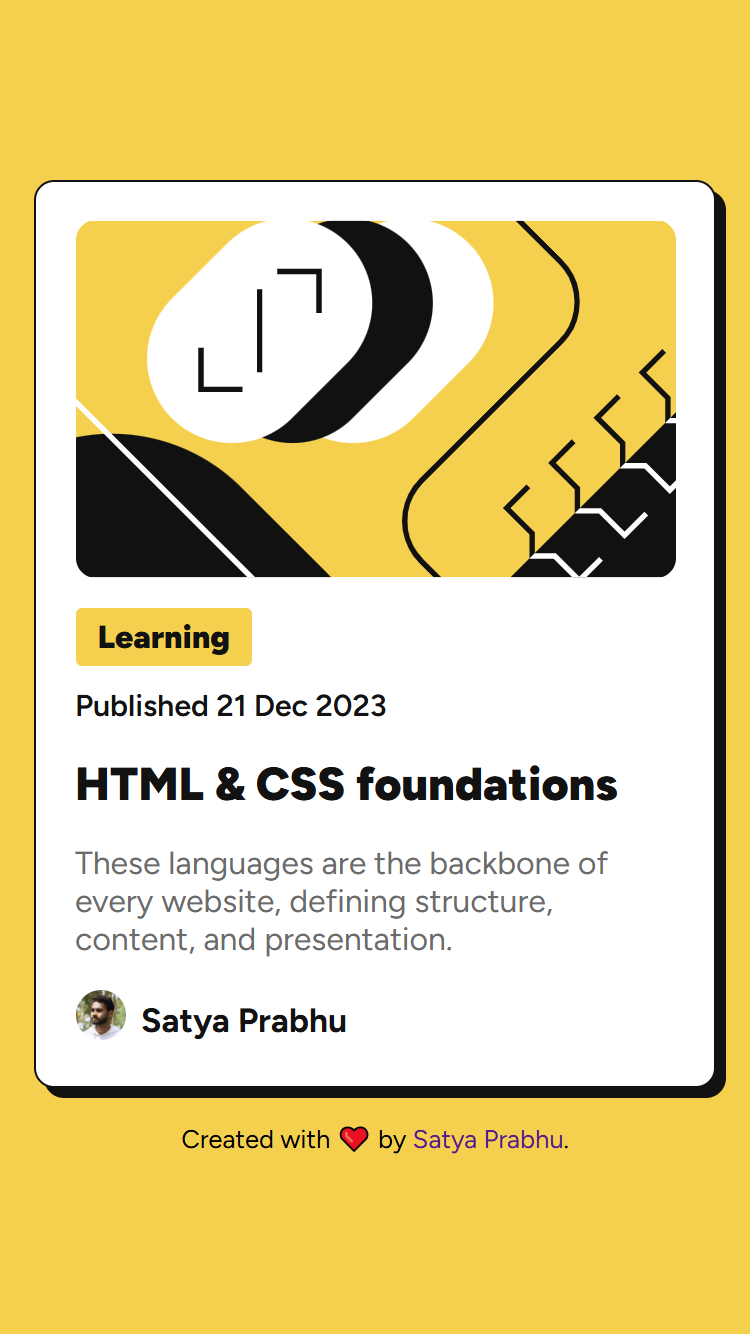 Learning
Published 21 Dec 2023
HTML & CSS foundations
These languages are the backbone of
every website, defining structure,
content, and presentation.
Satya Prabhu
Created with ❤️ by Satya Prabhu.